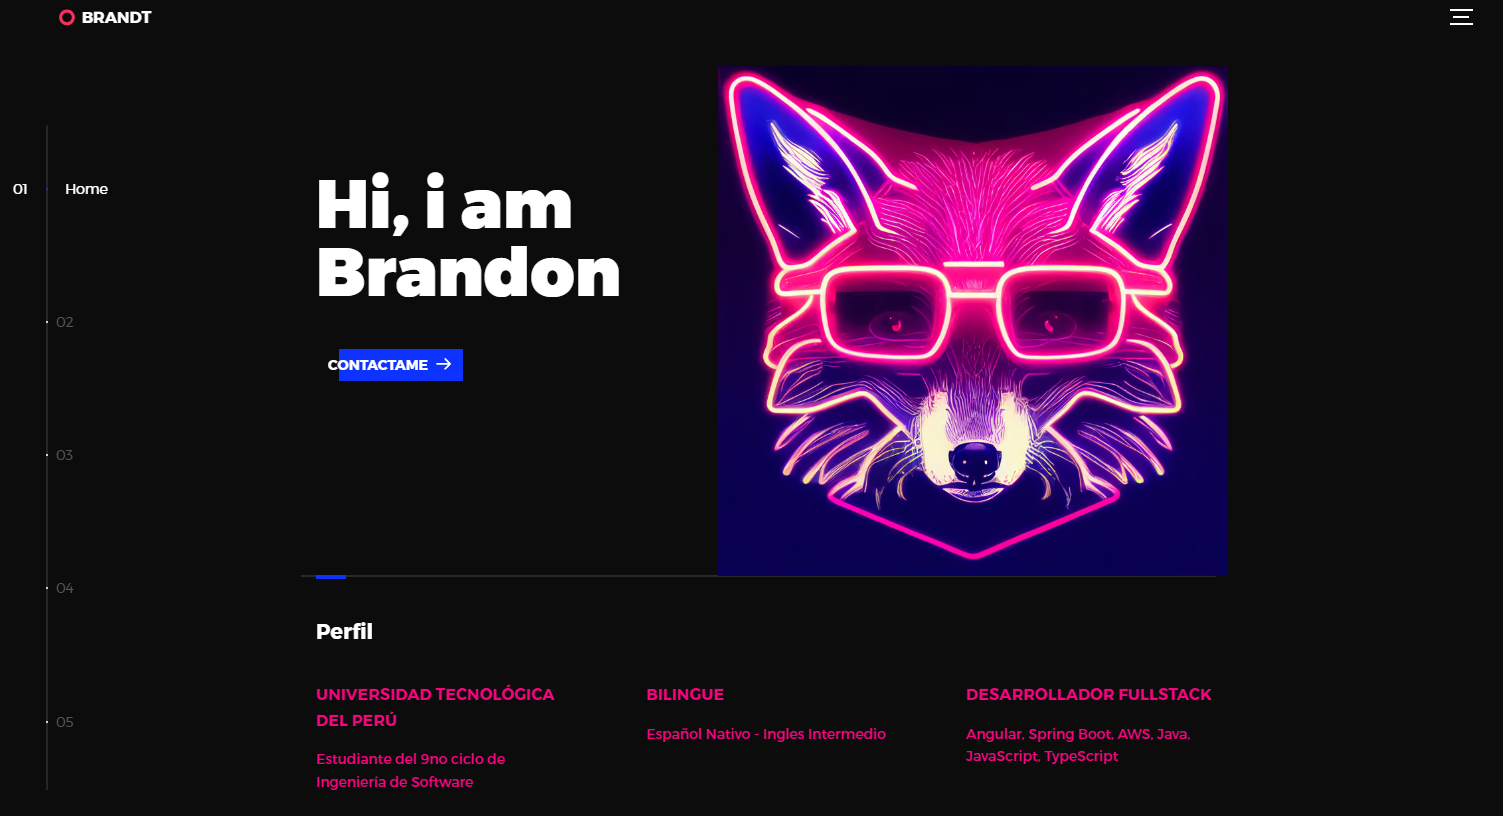 BRANDT
01 Home
Hi, i am
Brandon
CONTACTAME
02
03
04
05
Perfil
UNIVERSIDAD TECNOLÓGICA
DEL PERÚ
Estudiante del 9no ciclo de
Ingeniería de Software
BILINGUE
Español Nativo - Ingles Intermedio
DESARROLLADOR FULLSTACK
Angular, Spring Boot, AWS, Java,
JavaScript, TypeScript